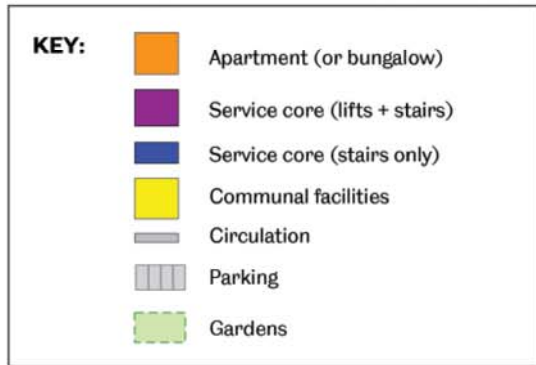 KEY:
Apartment (or bungalow)
Service core (lifts + stairs)
Service core (stairs only)
Communal facilities
Circulation
Parking
Gardens